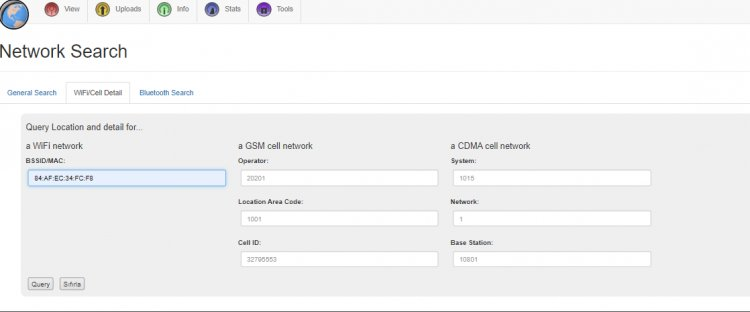 View Uploads Info Stats Tools
Network Search
General Search WiFi/Cell Detail Bluetooth Search
Query Location and detail for...
a WiFi network a GSM cell network a CDMA cell network
BSSID/MAC: Operator: System:
84:AF:EC:34:FC:F8 20201 1015
Location Area Code: Network:
1001 1
Cell ID: Base Station:
32795553 10801
Query Sıfırla